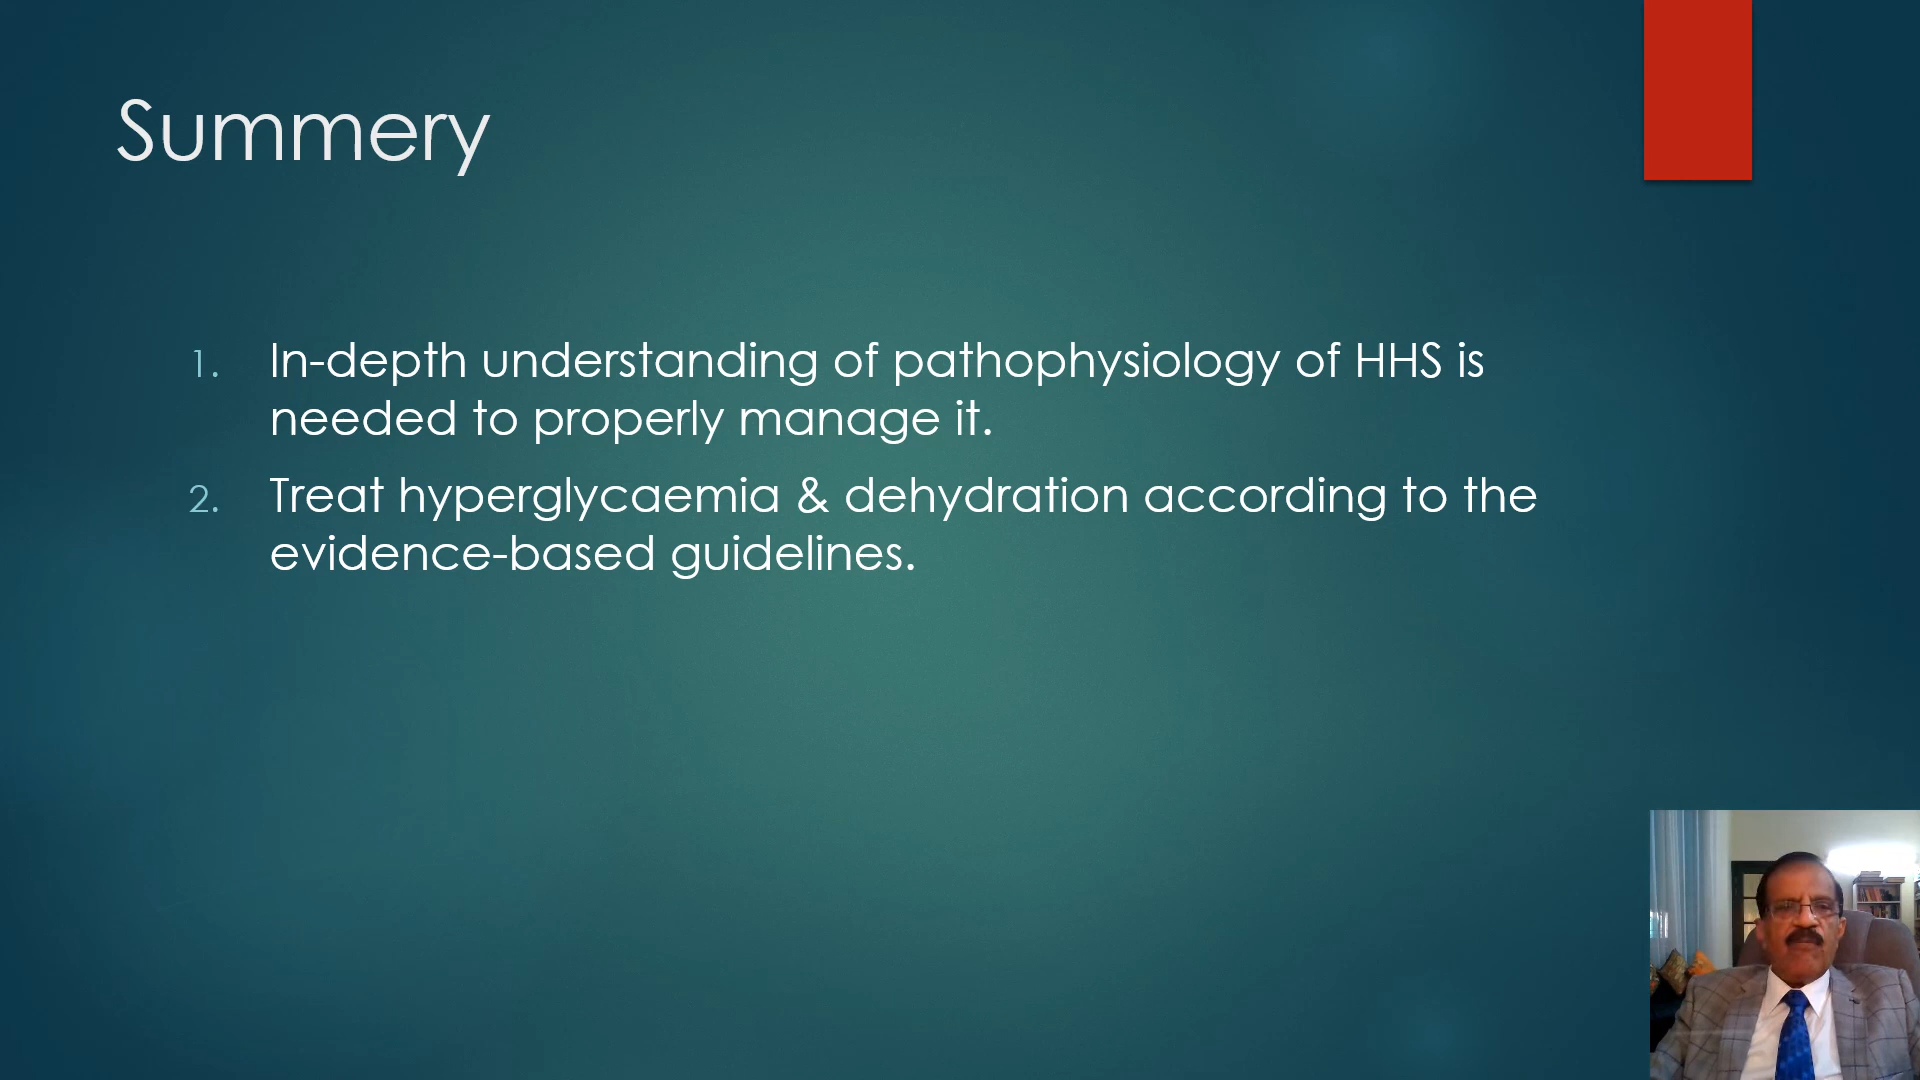 Summery
1. In-depth understanding of pathophysiology of HHS is
needed to properly manage it.
2. Treat hyperglycaemia & dehydration according to the
evidence-based guidelines.